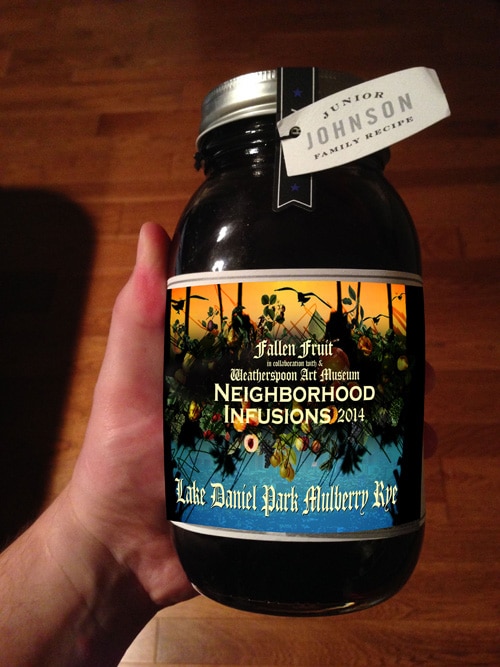 JUNIOR
JOHNSON
FAMILY RECIPE
Fallen Fruit
in collaboration with &
Weatherspoon Art Museum
NEIGHBORHOOD
INFUSIONS 2014
Lake Daniel Park Mulberry Rye